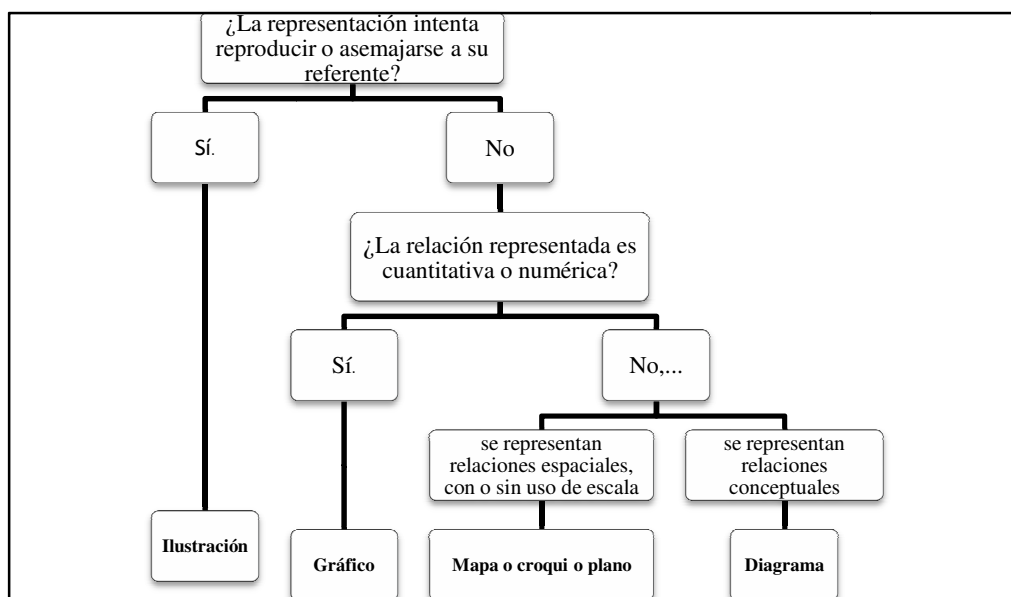 ¿La representación intenta
reproducir o asemajarse a su
referente?
Sí.
No
¿La relación representada es
cuantitativa o numérica?
Sí.
No,...
se representan
relaciones espaciales,
con o sin uso de escala
se representan
relaciones
conceptuales
Ilustración
Gráfico
Mapa o croqui o plano
Diagrama